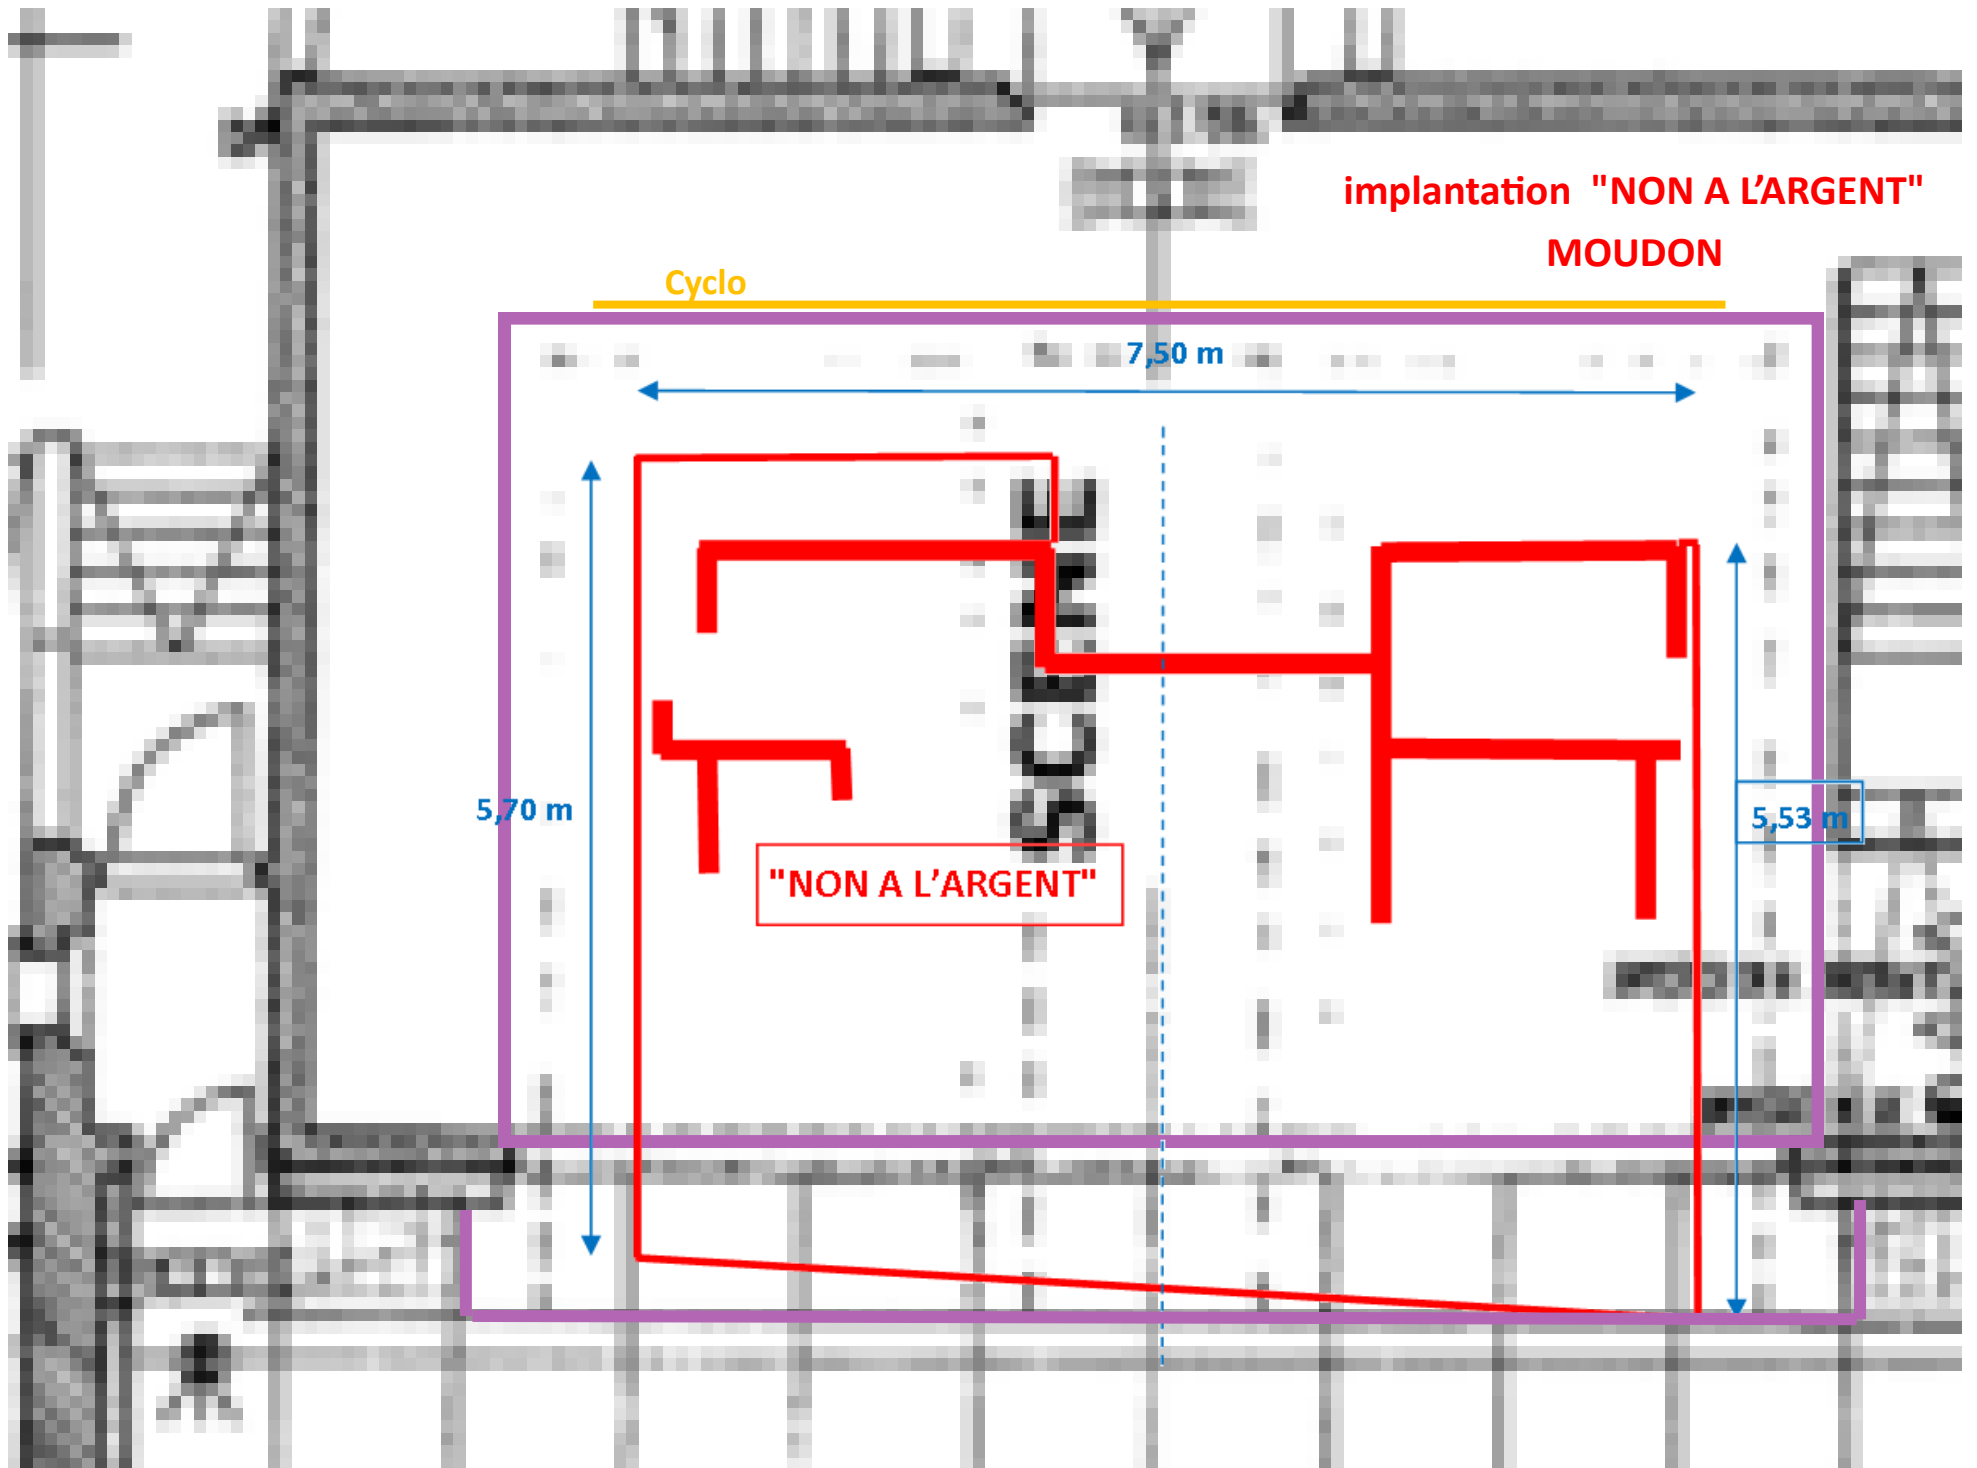 implantation "NON A L’ARGENT"
MOUDON
Cyclo
7,50 m
SCENE
5,70 m
5,53 m
"NON A L’ARGENT"